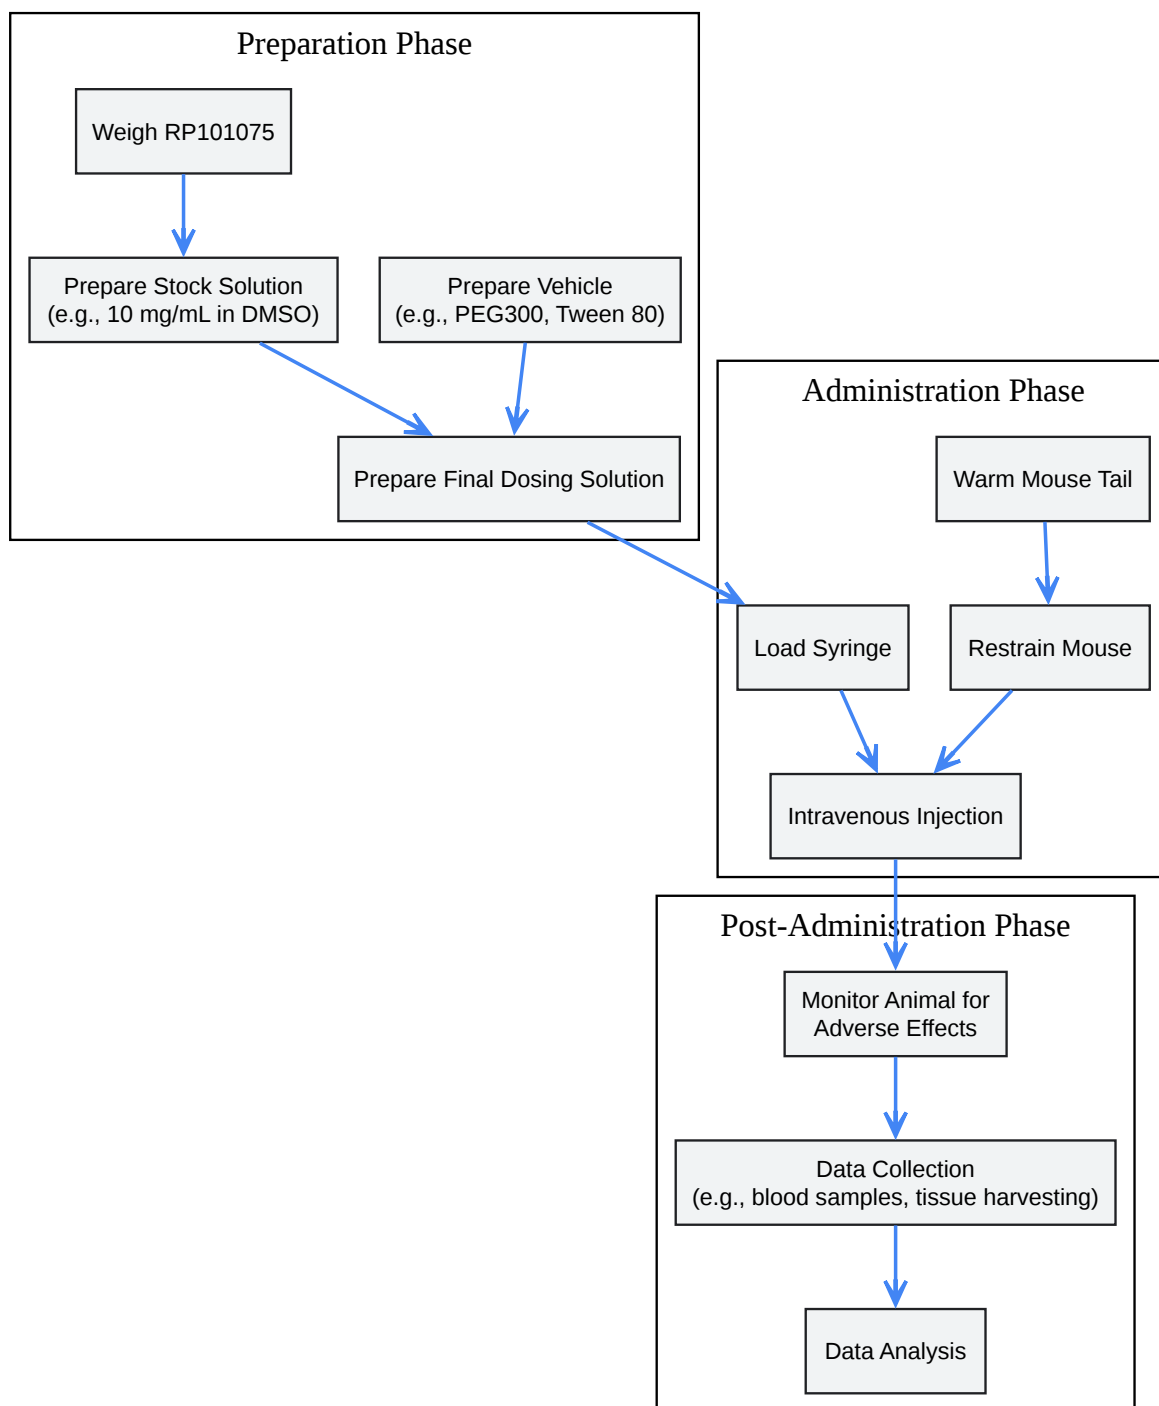 Preparation Phase
Weigh RP101075
Prepare Stock Solution
(e.g., 10 mg/mL in DMSO)
Prepare Vehicle
(e.g., PEG300, Tween 80)
Prepare Final Dosing Solution
Administration Phase
Warm Mouse Tail
Load Syringe
Restrain Mouse
Intravenous Injection
Post-Administration Phase
Monitor Animal for
Adverse Effects
Data Collection
(e.g., blood samples, tissue harvesting)
Data Analysis